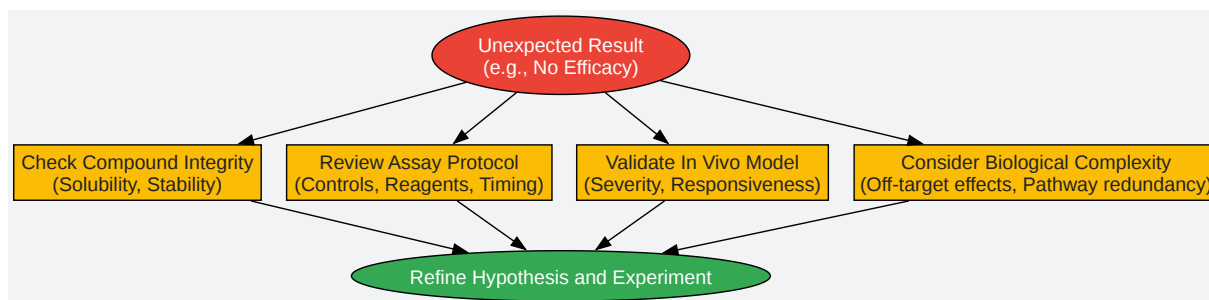 Unexpected Result
(e.g., No Efficacy)
Check Compound Integrity
(Solubility, Stability)
Review Assay Protocol
(Controls, Reagents, Timing)
Validate In Vivo Model
(Severity, Responsiveness)
Consider Biological Complexity
(Off-target effects, Pathway redundancy)
Refine Hypothesis and Experiment